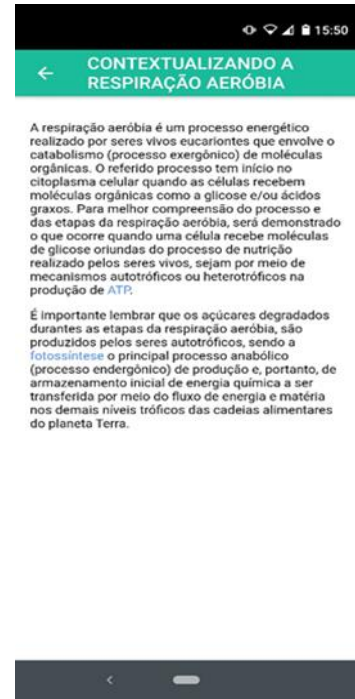 15:50
CONTEXTUALIZANDO A
RESPIRAÇÃO AERÓBIA
A respiração aeróbia é um processo energético
realizado por seres vivos eucariontes que envolve o
catabolismo (processo exergônico) de moléculas
orgânicas. O referido processo tem início no
citoplasma celular quando as células recebem
moléculas orgânicas como a glicose e/ou ácidos
graxos. Para melhor compreensão do processo e
das etapas da respiração aeróbia, será demonstrado
o que ocorre quando uma célula recebe moléculas
de glicose oriundas do processo de nutrição
realizado pelos seres vivos, sejam por meio de
mecanismos autotróficos ou heterotróficos na
produção de ATP.
É importante lembrar que os açúcares degradados
durantes as etapas da respiração aeróbia, são
produzidos pelos seres autotróficos, sendo a
fotossíntese o principal processo anabólico
(processo endergônico) de produção e, portanto, de
armazenamento inicial de energia química a ser
transferida por meio do fluxo de energia e matéria
nos demais níveis tróficos das cadeias alimentares
do planeta Terra.